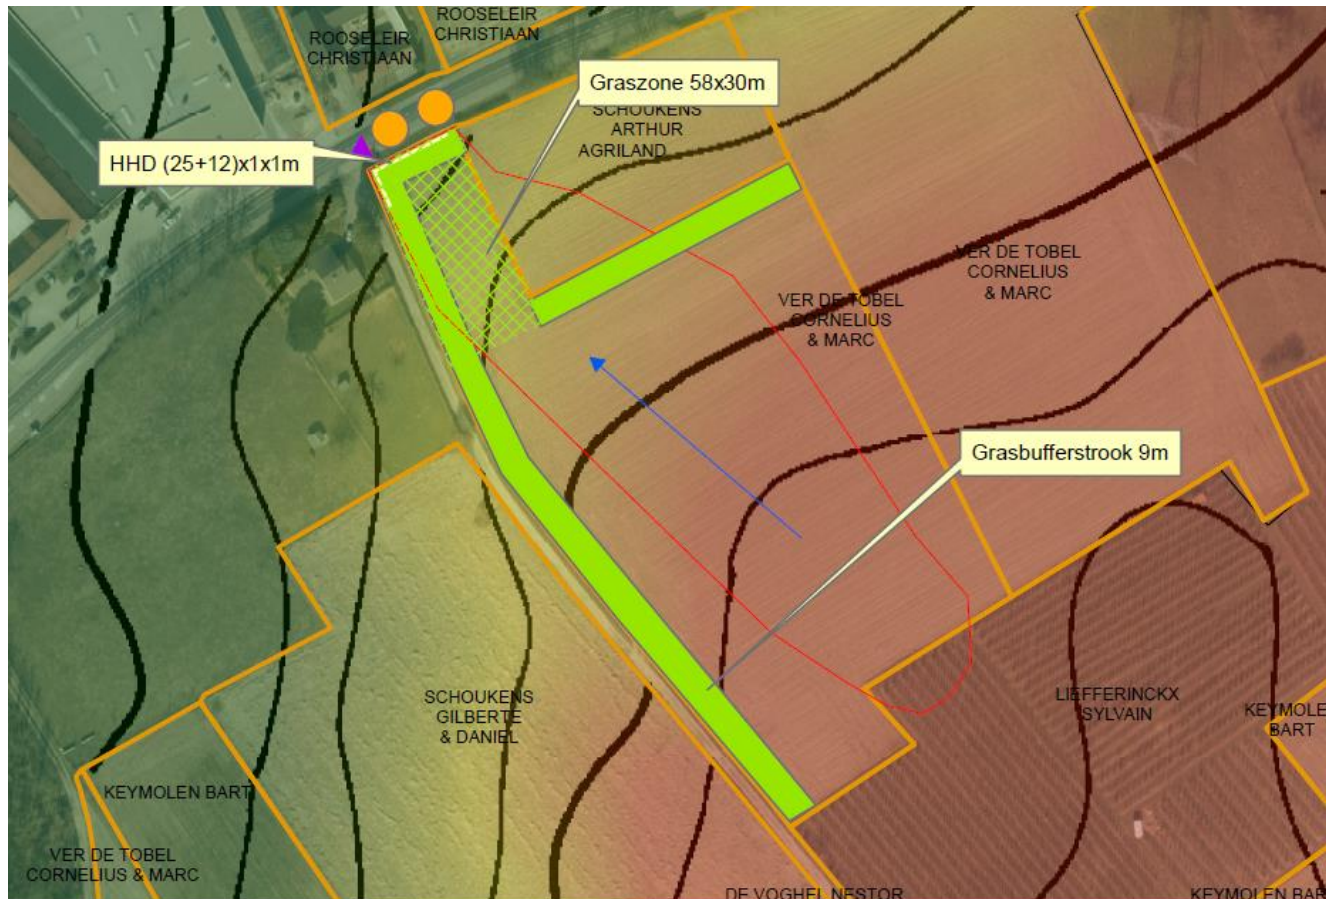 ROOSELEIR
CHRISTIAAN
ROOSELEIR
CHRISTIAAN
Graszone 58x30m
SCHOUKENS
ARTHUR
AGRILAND
HHD (25+12)x1x1m
VER DE TOBEL
CORNELIUS
& MARC
VER DE TOBEL
CORNELIUS
& MARC
Grasbufferstrook 9m
SCHOUKENS
GILBERTE
& DANIEL
LIEFFERINCKX
SYLVAIN
KEYMOLE
BART
KEYMOLEN BART
VER DE TOBEL
CORNELIUS & MARC
DE VOGHEL NESTOR
KEYMOLEN BAR